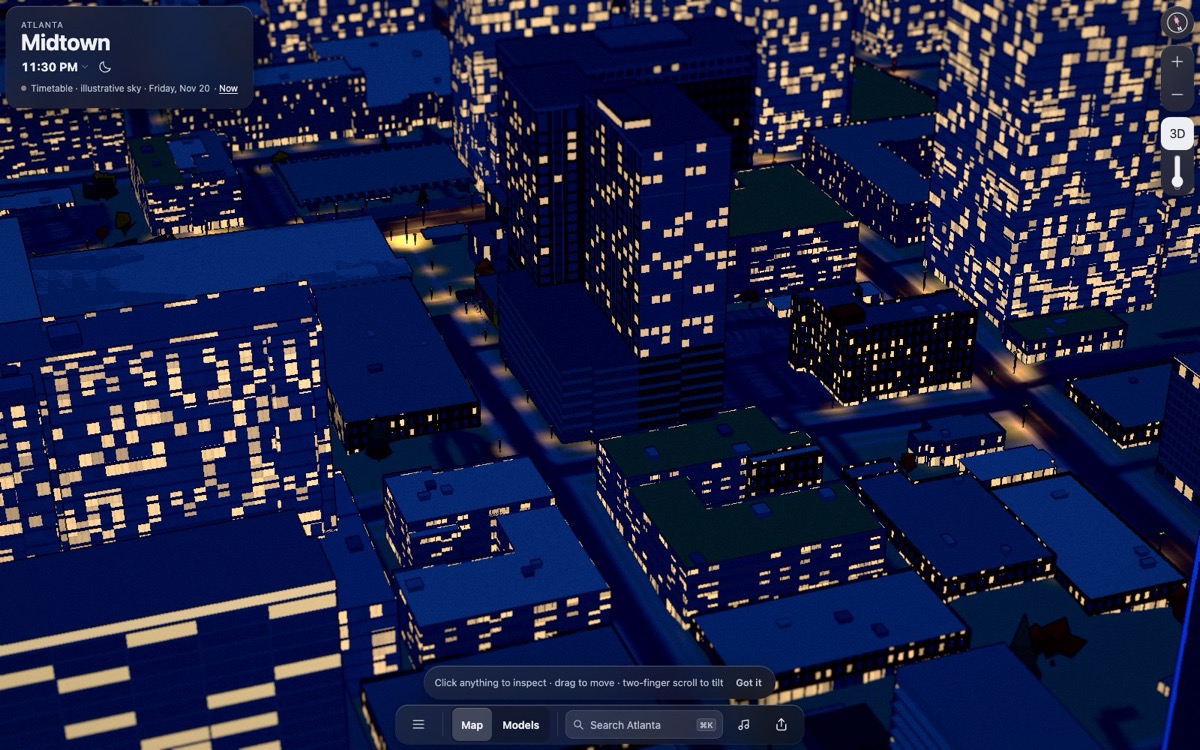 ATLANTA
Midtown
11:30 PM
Timetable · illustrative sky · Friday, Nov 20 · Now
3D
Click anything to inspect · drag to move · two-finger scroll to tilt Got it
Map Models Search Atlanta ⌘K